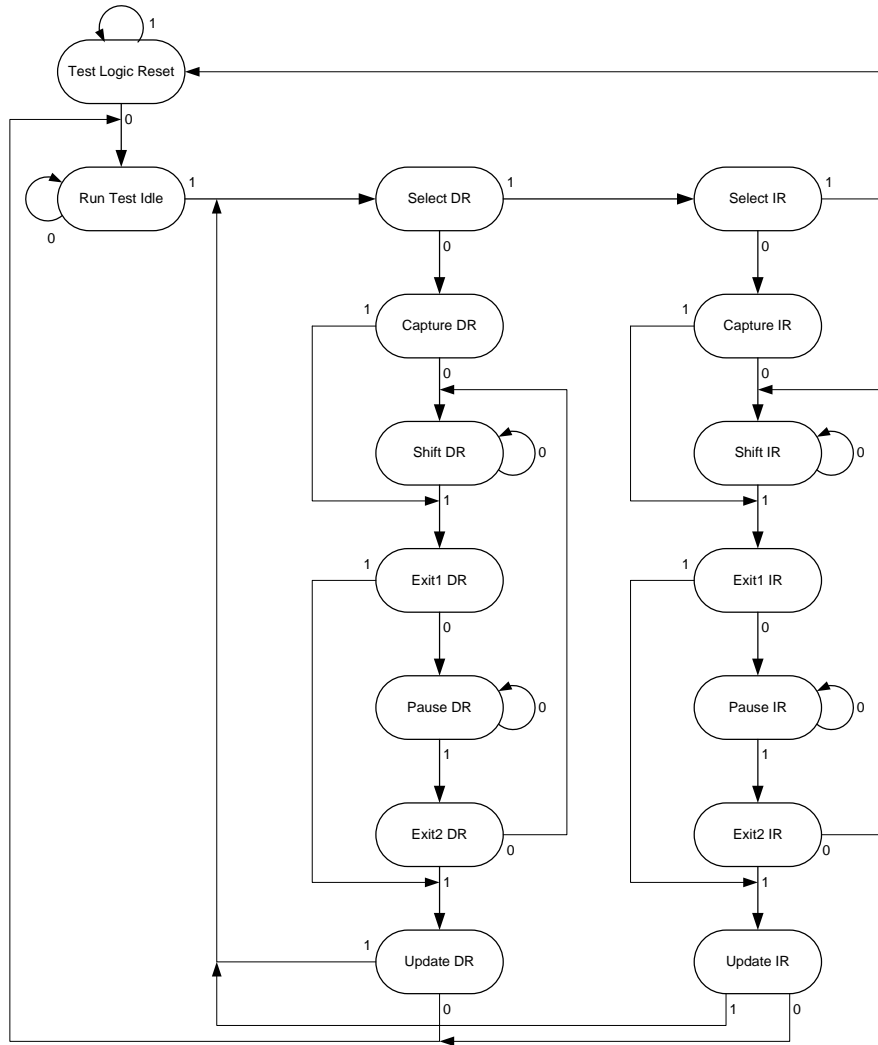 1
Test Logic Reset
0
Run Test Idle
1
0
Select DR
1
Select IR
1
0
0
1
Capture DR
1
Capture IR
0
0
Shift DR
0
Shift IR
0
1
1
1
Exit1 DR
1
Exit1 IR
0
0
Pause DR
0
Pause IR
0
1
1
Exit2 DR
0
Exit2 IR
0
1
1
1
Update DR
Update IR
0
1
0